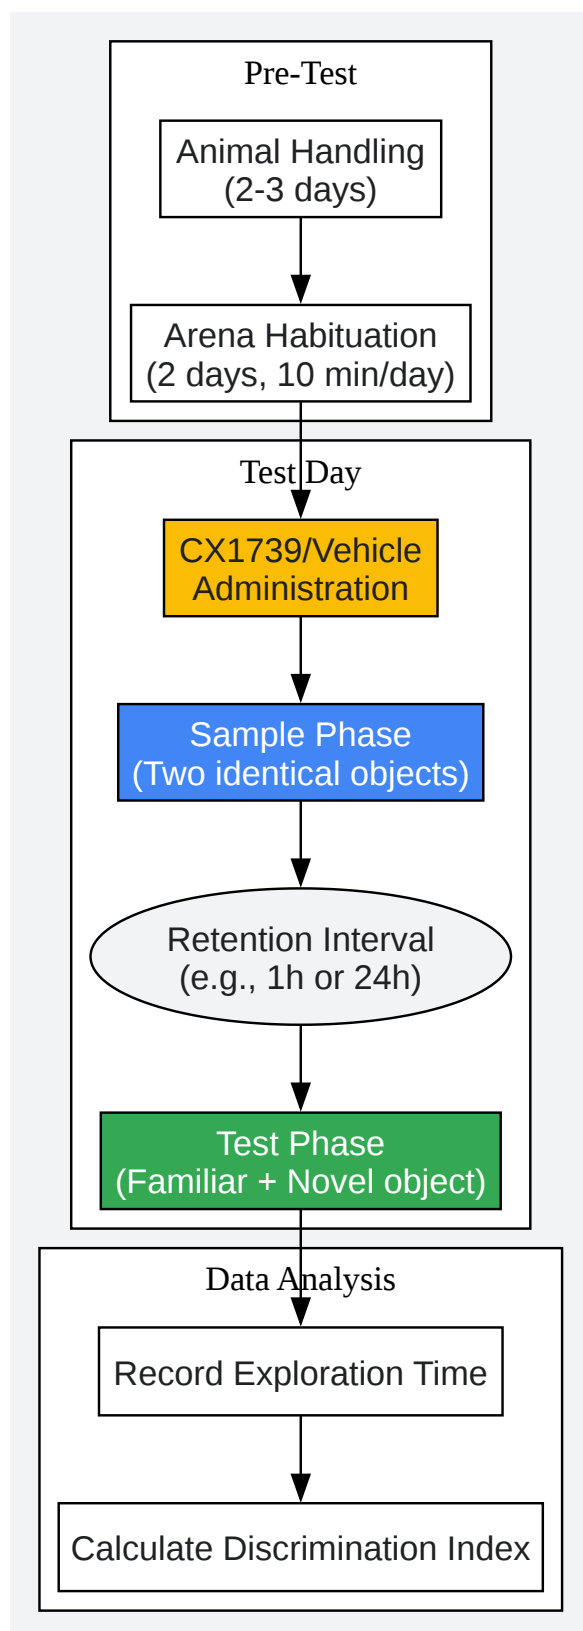 Pre-Test
Animal Handling
(2-3 days)
Arena Habituation
(2 days, 10 min/day)
Test Day
CX1739/Vehicle
Administration
Sample Phase
(Two identical objects)
Retention Interval
(e.g., 1h or 24h)
Test Phase
(Familiar + Novel object)
Data Analysis
Record Exploration Time
Calculate Discrimination Index